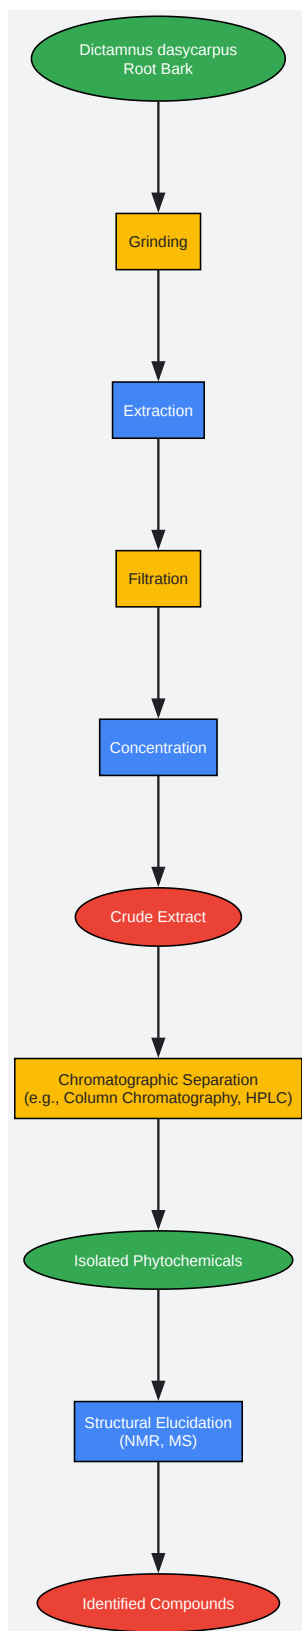 Dictamnus dasycarpus
Root Bark
Grinding
Extraction
Filtration
Concentration
Crude Extract
Chromatographic Separation
(e.g., Column Chromatography, HPLC)
Isolated Phytochemicals
Structural Elucidation
(NMR, MS)
Identified Compounds